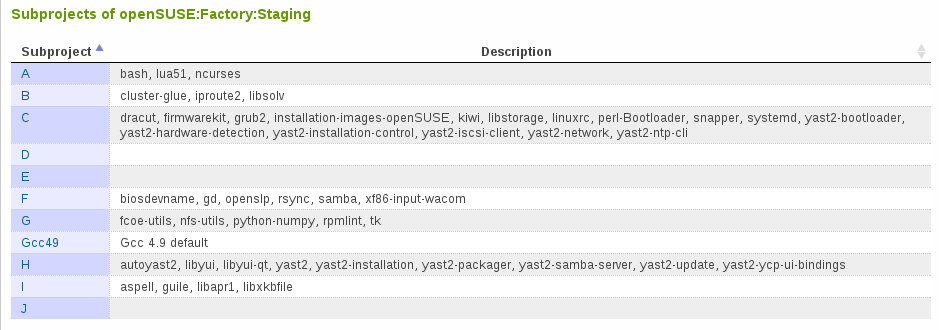 Subprojects of openSUSE:Factory:Staging
Subproject Description
A bash, lua51, ncurses
B cluster-glue, iproute2, libsolv
C dracut, firmwarekit, grub2, installation-images-openSUSE, kiwi, libstorage, linuxrc, perl-Bootloader, snapper, systemd, yast2-bootloader,
yast2-hardware-detection, yast2-installation-control, yast2-iscsi-client, yast2-network, yast2-ntp-cli
D
E
F biosdevname, gd, openslp, rsync, samba, xf86-input-wacom
G fcoe-utils, nfs-utils, python-numpy, rpmlint, tk
Gcc49 Gcc 4.9 default
H autoyast2, libyui, libyui-qt, yast2, yast2-installation, yast2-packager, yast2-samba-server, yast2-update, yast2-ycp-ui-bindings
I aspell, guile, libapr1, libxkbfile
J